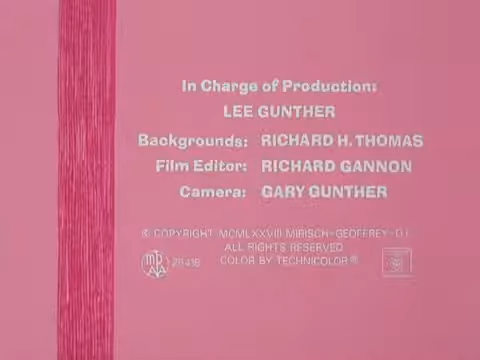 In Charge of Production:
LEE GUNTHER
Backgrounds: RICHARD H. THOMAS
Film Editor: RICHARD GANNON
Camera: GARY GUNTHER
© COPYRIGHT MCMLXXVIII MIRISCH-GEOFFREY-D.F.
ALL RIGHTS RESERVED
COLOR BY TECHNICOLOR®